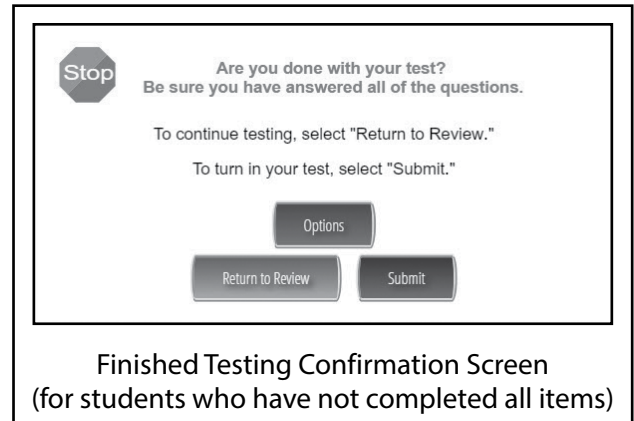 Stop
Are you done with your test?
Be sure you have answered all of the questions.
To continue testing, select "Return to Review."
To turn in your test, select "Submit."
Options
Return to Review
Submit
Finished Testing Confirmation Screen
(for students who have not completed all items)